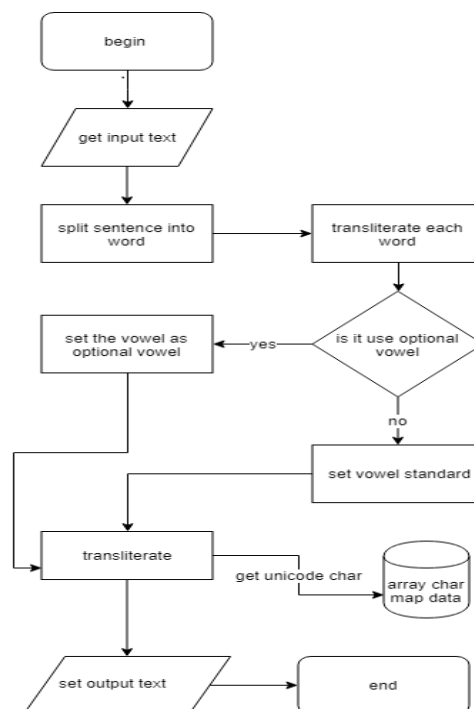 begin
get input text
split sentence into
word
transliterate each
word
is it use optional
vowel
yes
set the vowel as
optional vowel
no
set vowel standard
transliterate
get unicode char
array char
map data
set output text
end